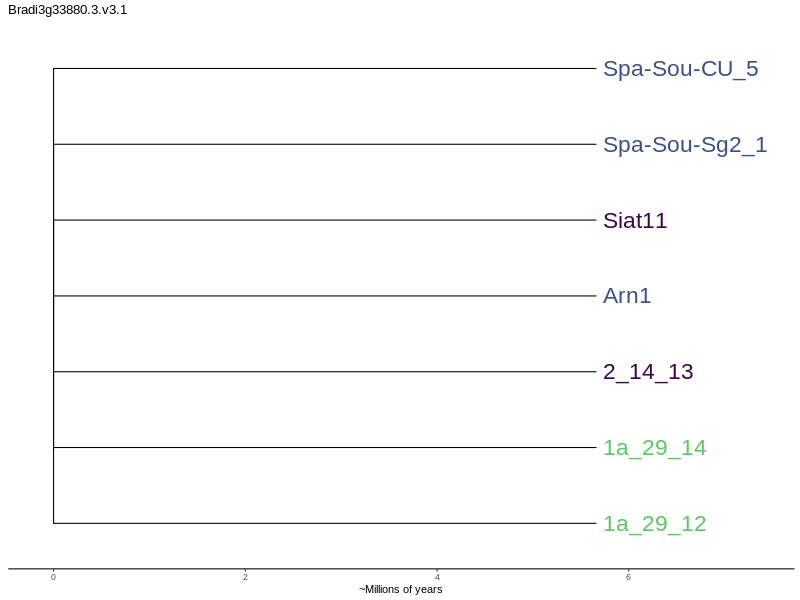 Bradi3g33880.3.v3.1
Spa-Sou-CU_5
Spa-Sou-Sg2_1
Siat11
Arn1
2_14_13
1a_29_14
1a_29_12
0 2 4 6
~Millions of years